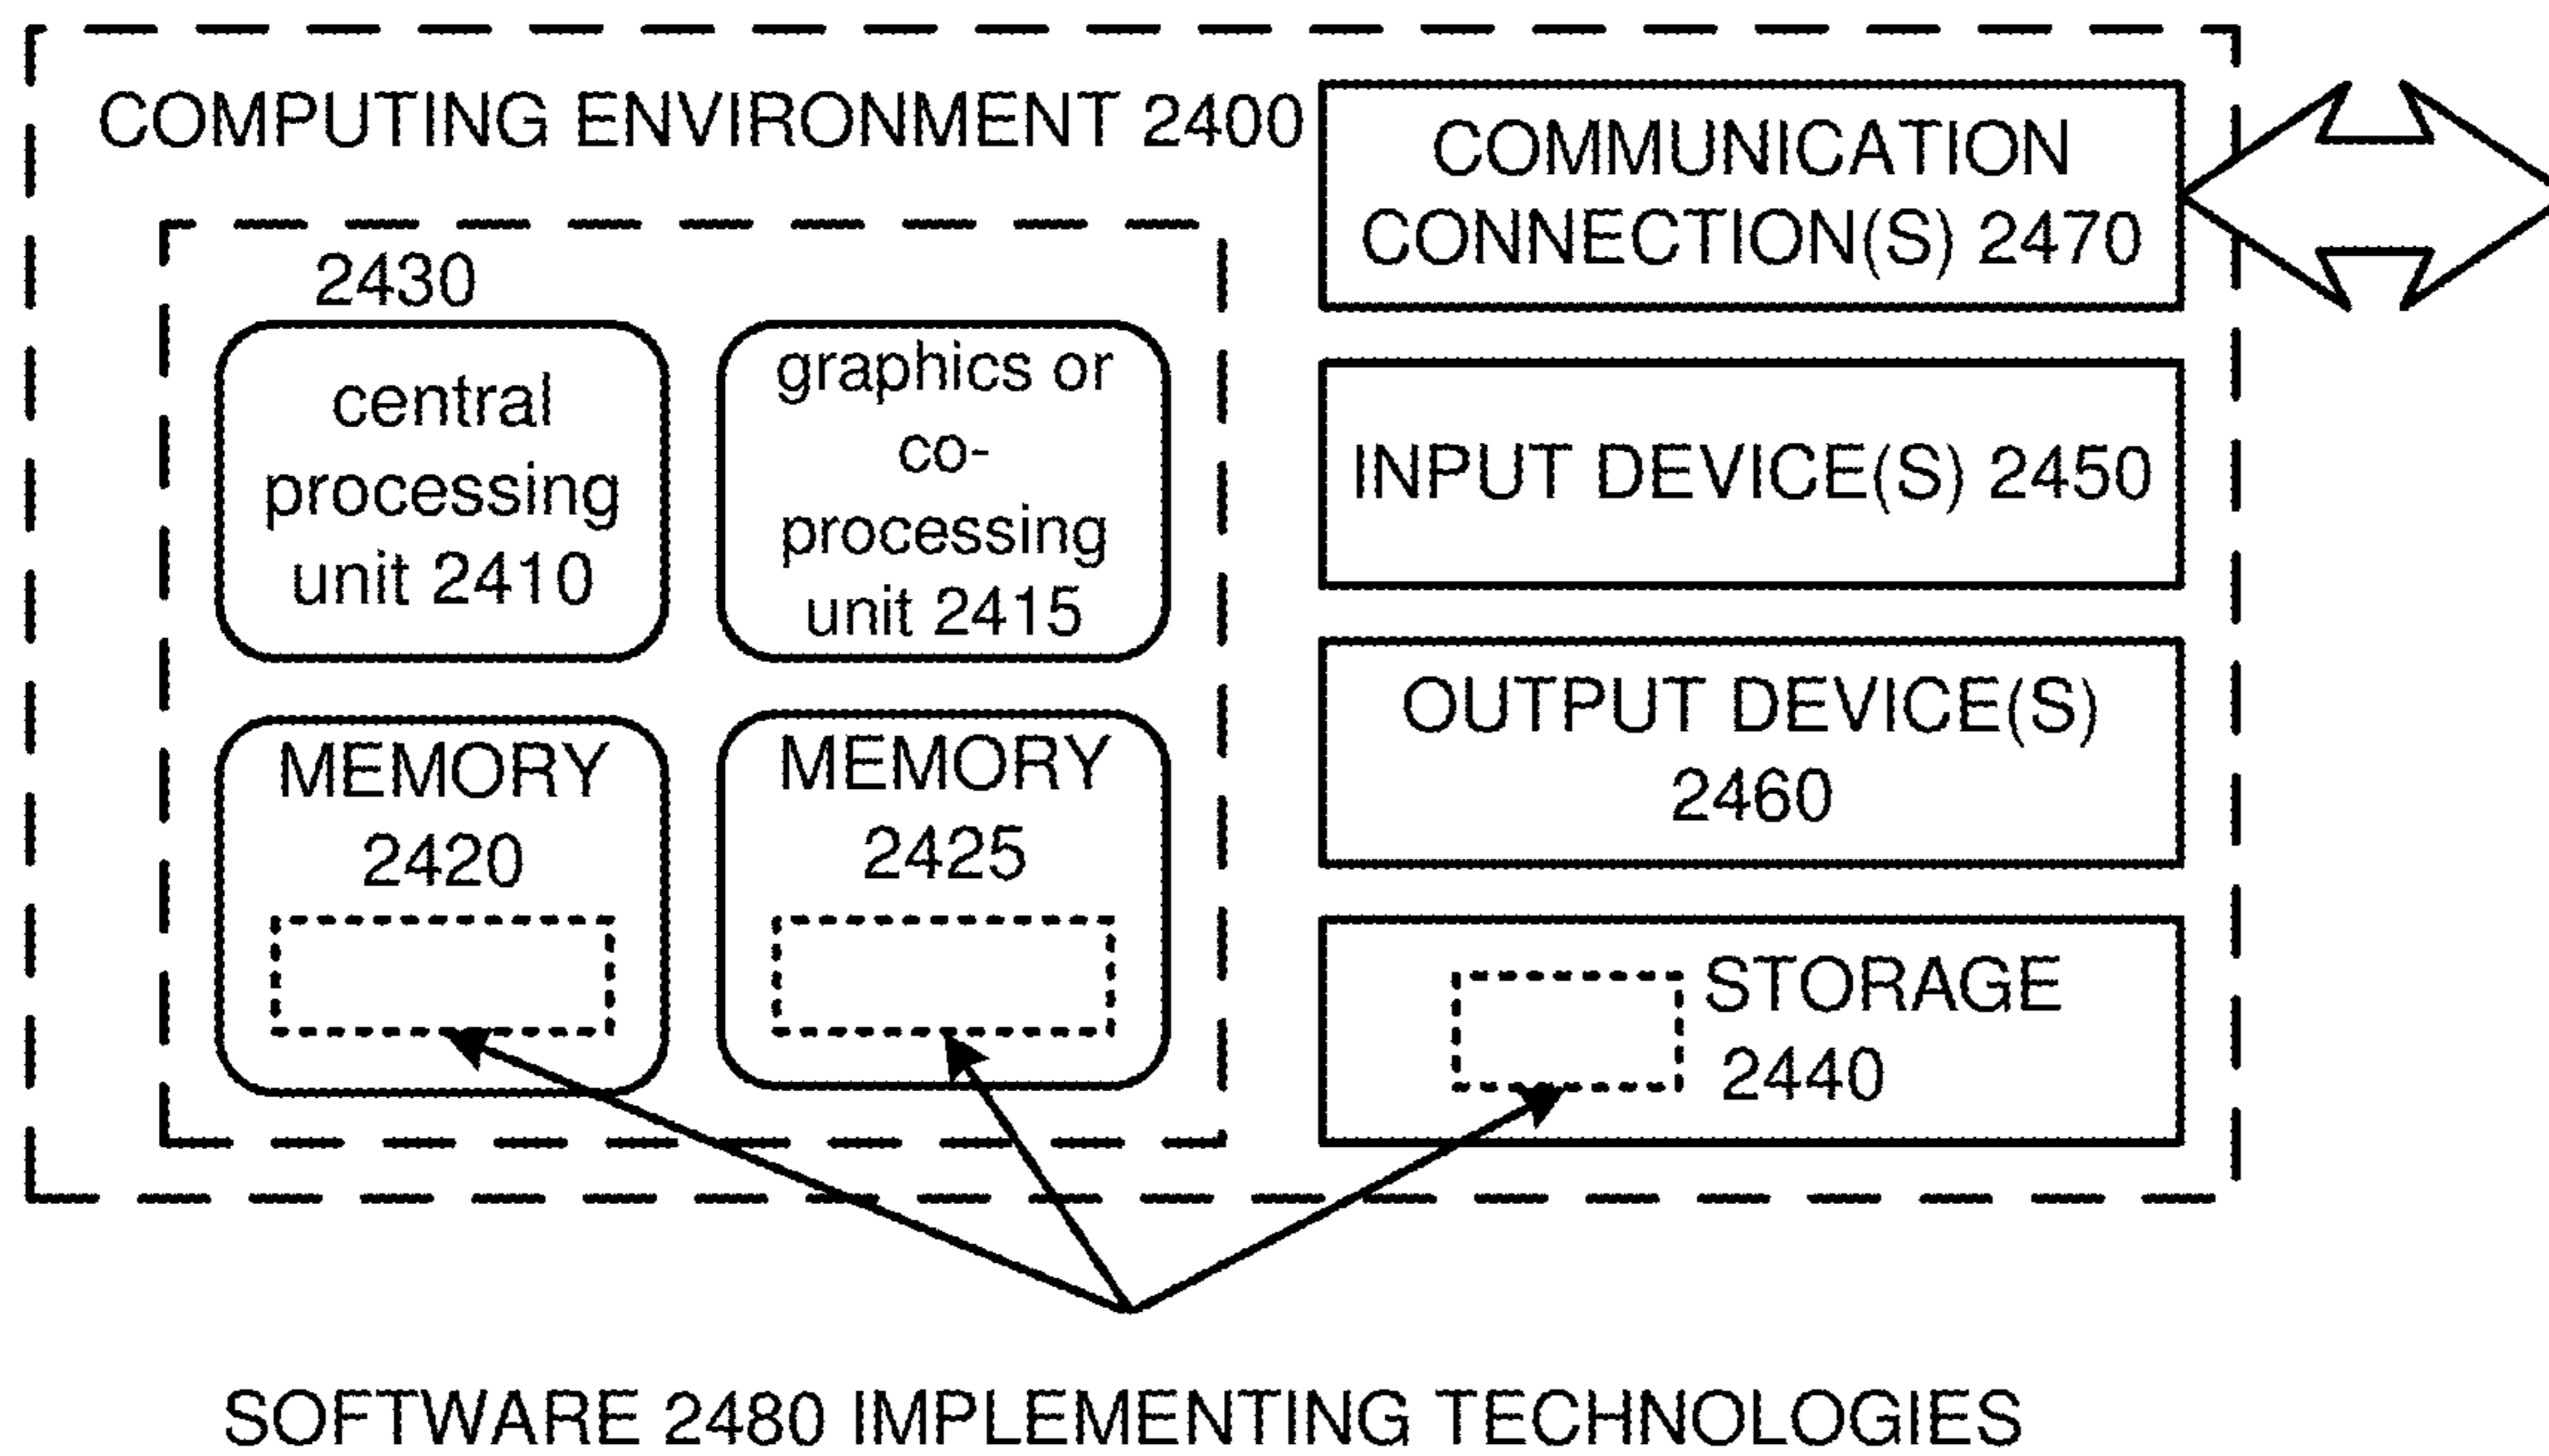 COMPUTING ENVIRONMENT 2400
COMMUNICATION
CONNECTION(S) 2470
2430
central
processing
unit 2410
graphics or
co-
processing
unit 2415
INPUT DEVICE(S) 2450
MEMORY
2420
MEMORY
2425
OUTPUT DEVICE(S)
2460
STORAGE
2440
SOFTWARE 2480 IMPLEMENTING TECHNOLOGIES